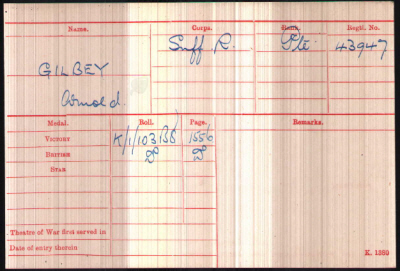 Name. Corps. Rank. Regtl. No.
GILBEY Suff R. Pte 43947
Arnold.
Medal. Roll. Page. Remarks.
VICTORY K/1/103B8 1556
BRITISH Do Do
STAR
Theatre of War first served in
Date of entry therein
K. 1380